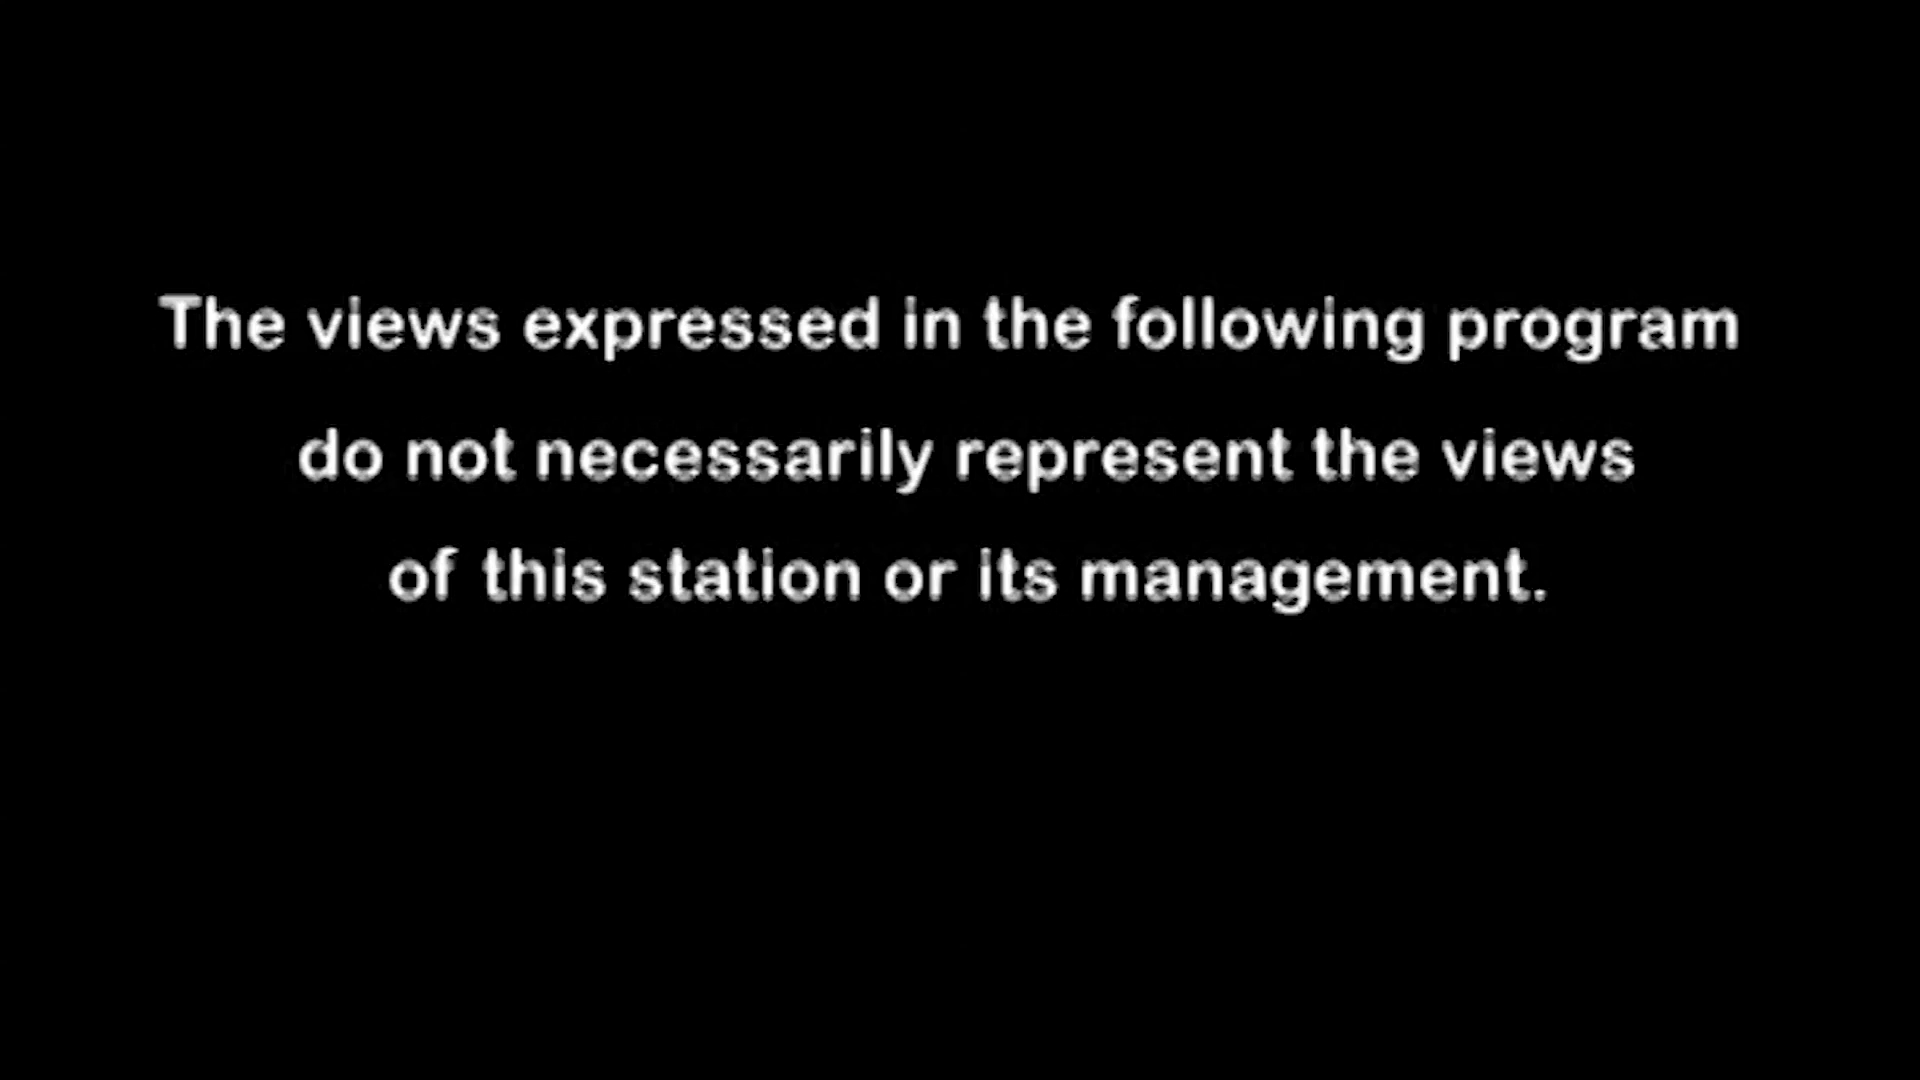 The views expressed in the following program
do not necessarily represent the views
of this station or its management.